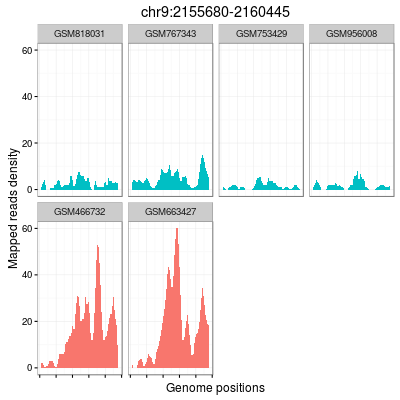 chr9:2155680-2160445
GSM818031 GSM767343 GSM753429 GSM956008
60
40
20
0
GSM466732 GSM663427
60
40
20
0
Mapped reads density
Genome positions